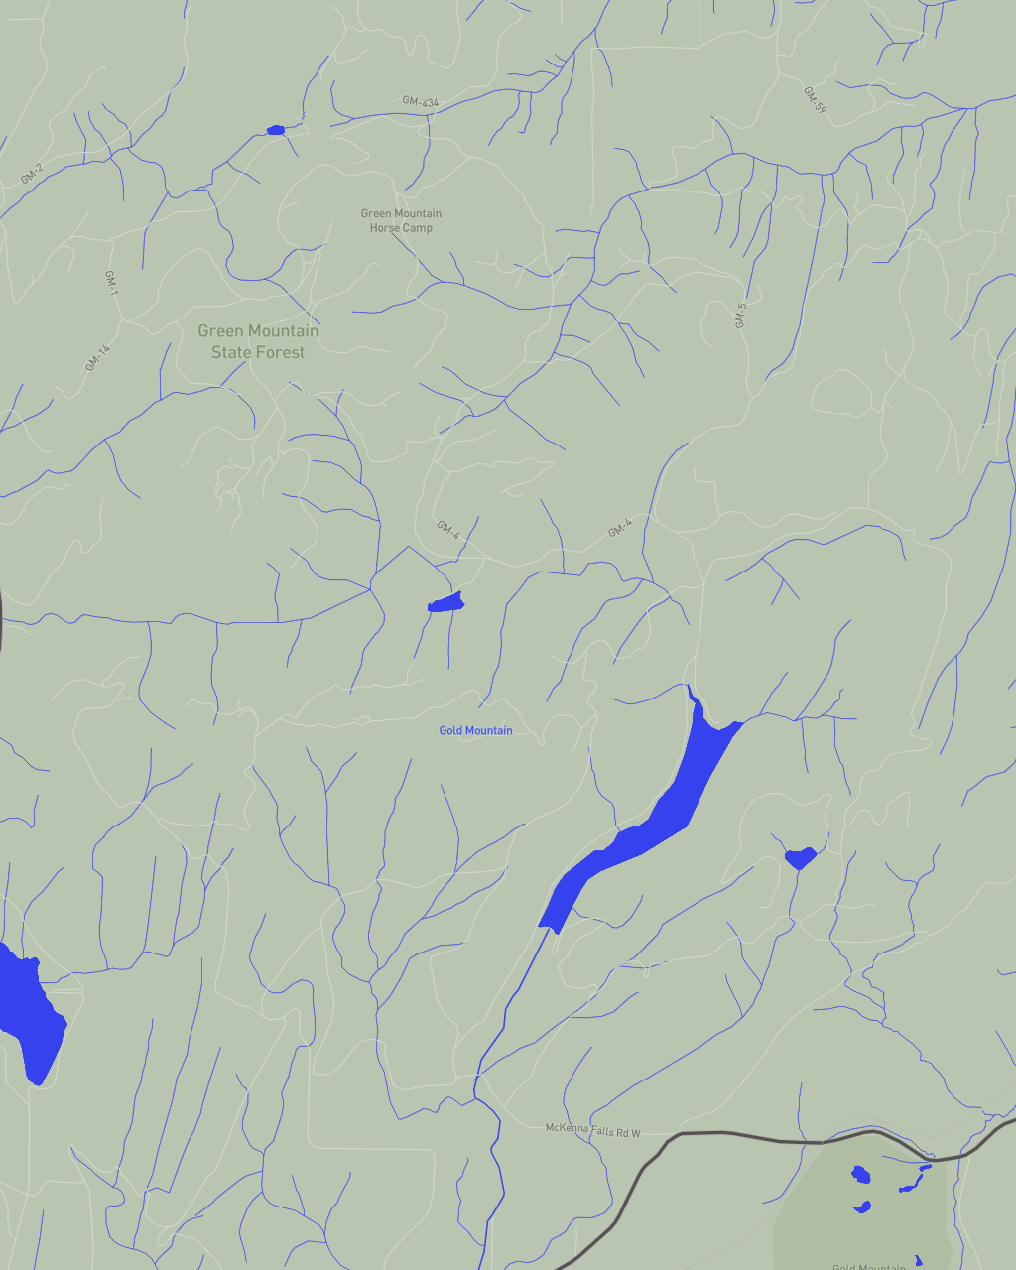 GM-434
GM-59
GM-2
Green Mountain
Horse Camp
GM-1
GM-5
Green Mountain
State Forest
GM-14
GM-4
GM-4
Gold Mountain
McKenna Falls Rd W
Gold Mountain